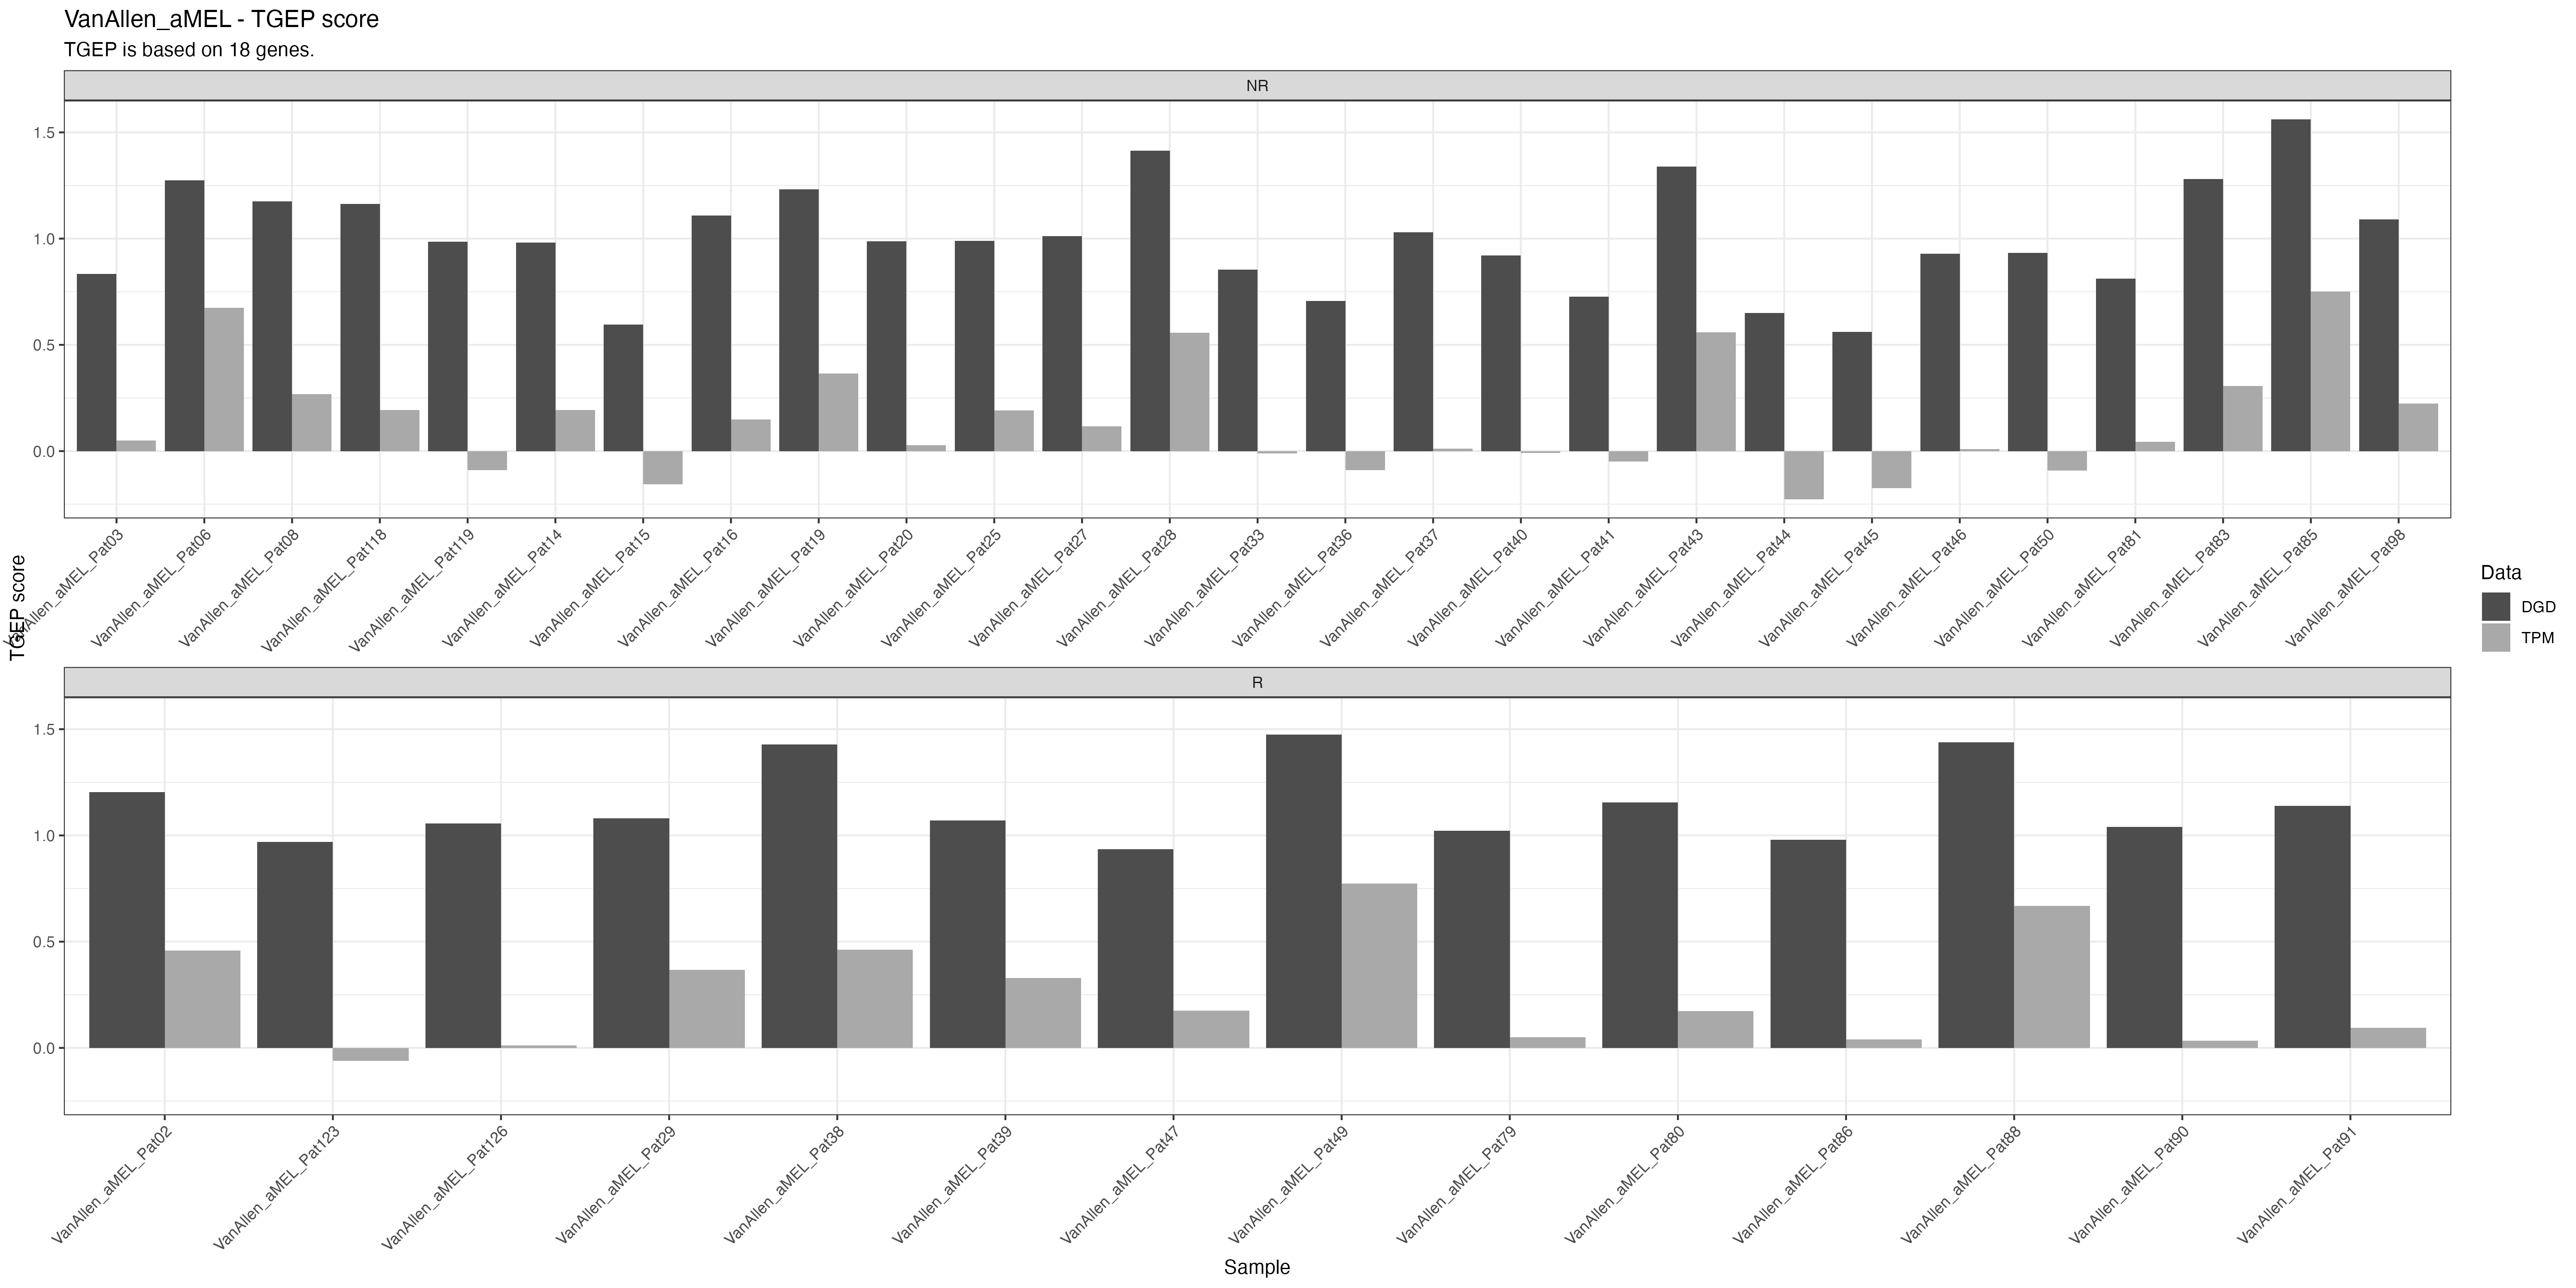 VanAllen_aMEL - TGEP score
TGEP is based on 18 genes.
NR
1.5
1.0
0.5
0.0
VanAllen_aMEL_Pat03
VanAllen_aMEL_Pat06
VanAllen_aMEL_Pat08
VanAllen_aMEL_Pat118
VanAllen_aMEL_Pat119
VanAllen_aMEL_Pat14
VanAllen_aMEL_Pat15
VanAllen_aMEL_Pat16
VanAllen_aMEL_Pat19
VanAllen_aMEL_Pat20
VanAllen_aMEL_Pat25
VanAllen_aMEL_Pat27
VanAllen_aMEL_Pat28
VanAllen_aMEL_Pat33
VanAllen_aMEL_Pat36
VanAllen_aMEL_Pat37
VanAllen_aMEL_Pat40
VanAllen_aMEL_Pat41
VanAllen_aMEL_Pat43
VanAllen_aMEL_Pat44
VanAllen_aMEL_Pat45
VanAllen_aMEL_Pat46
VanAllen_aMEL_Pat50
VanAllen_aMEL_Pat81
VanAllen_aMEL_Pat83
VanAllen_aMEL_Pat85
VanAllen_aMEL_Pat98
TGEP score
R
1.5
1.0
0.5
0.0
VanAllen_aMEL_Pat02
VanAllen_aMEL_Pat123
VanAllen_aMEL_Pat126
VanAllen_aMEL_Pat29
VanAllen_aMEL_Pat38
VanAllen_aMEL_Pat39
VanAllen_aMEL_Pat47
VanAllen_aMEL_Pat49
VanAllen_aMEL_Pat79
VanAllen_aMEL_Pat80
VanAllen_aMEL_Pat86
VanAllen_aMEL_Pat88
VanAllen_aMEL_Pat90
VanAllen_aMEL_Pat91
Sample
Data
DGD
TPM